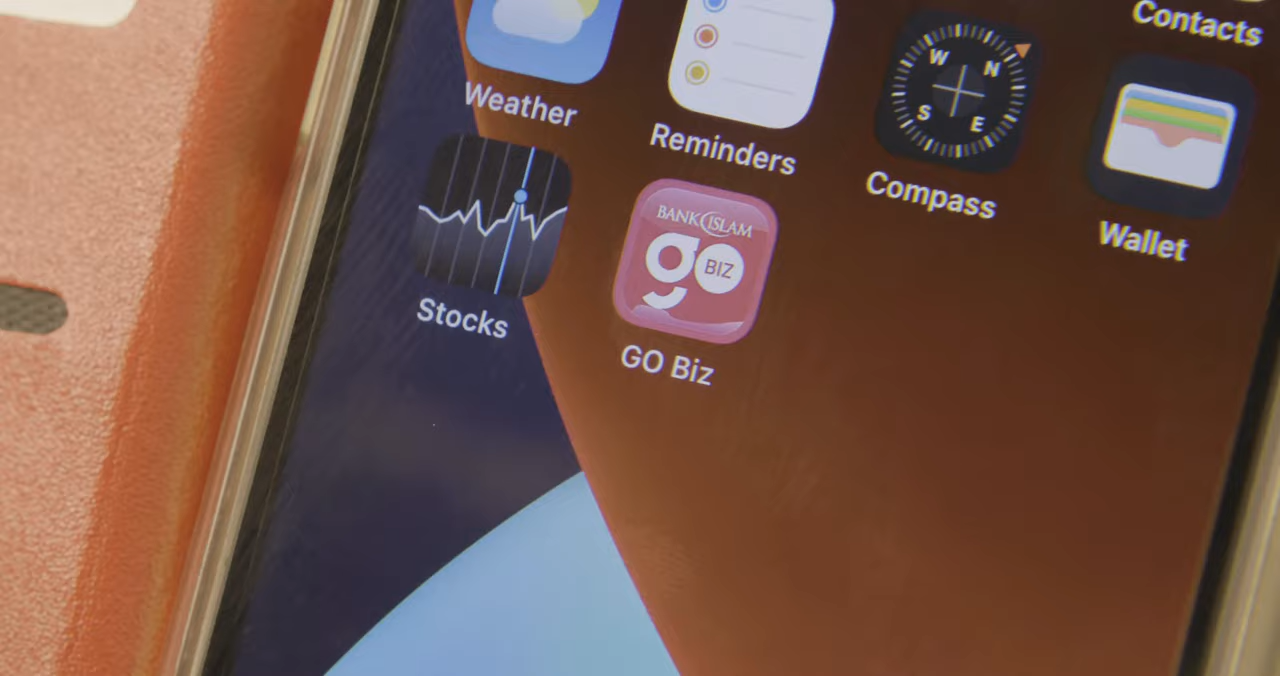 Contacts
Weather
Reminders
W N
S E
Compass
Wallet
BANK ISLAM
go BIZ
Stocks
GO Biz